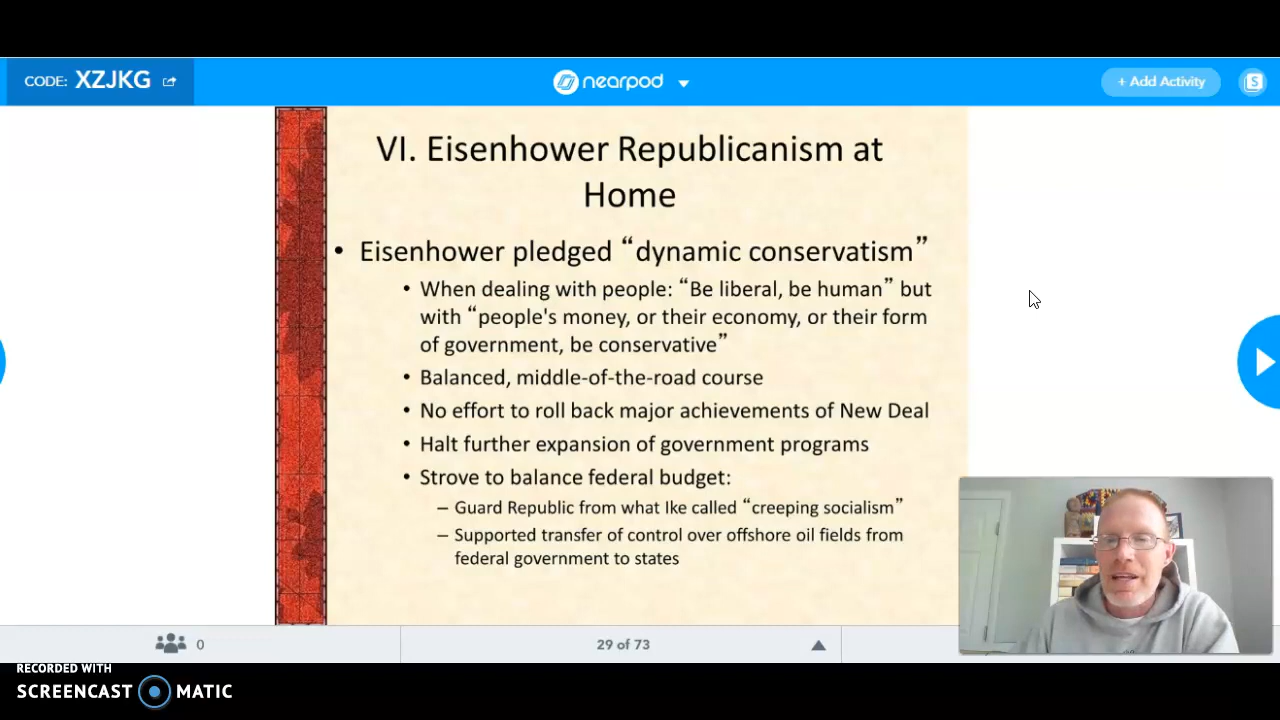 CODE: XZJKG
nearpod
+ Add Activity
S
VI. Eisenhower Republicanism at
Home
• Eisenhower pledged “dynamic conservatism”
• When dealing with people: “Be liberal, be human” but
with “people's money, or their economy, or their form
of government, be conservative”
• Balanced, middle-of-the-road course
• No effort to roll back major achievements of New Deal
• Halt further expansion of government programs
• Strove to balance federal budget:
– Guard Republic from what Ike called “creeping socialism”
– Supported transfer of control over offshore oil fields from
federal government to states
0
29 of 73
RECORDED WITH
SCREENCAST MATIC